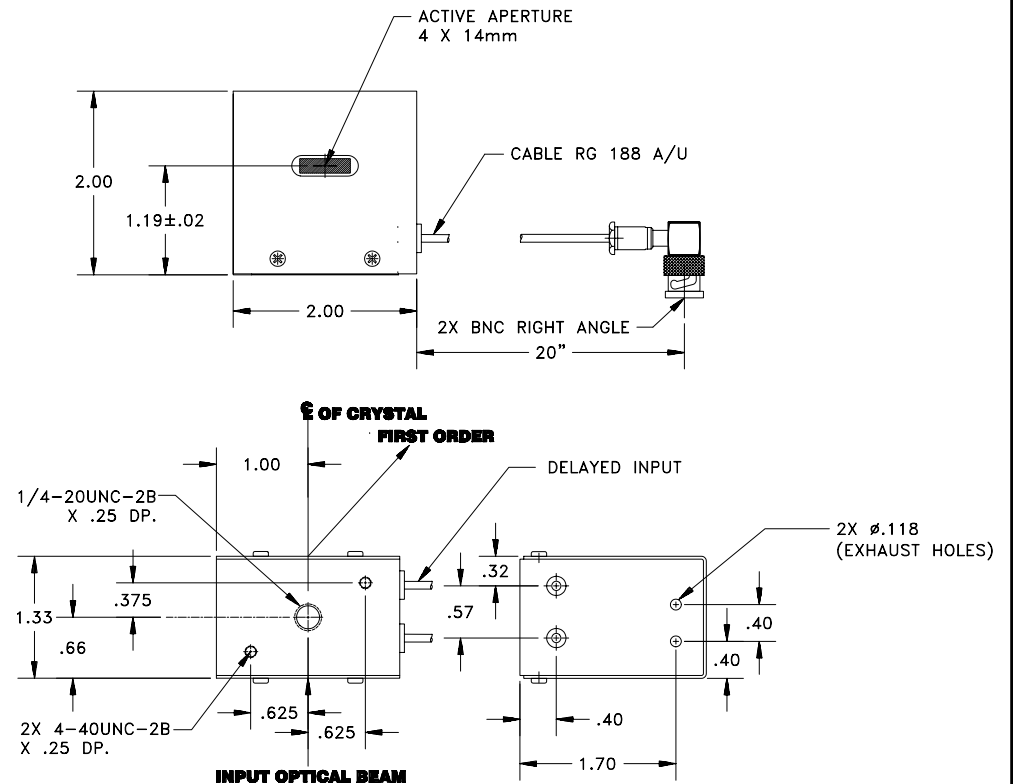 ACTIVE APERTURE
4 X 14mm
CABLE RG 188 A/U
2.00
1.19±.02
2.00
2X BNC RIGHT ANGLE
20”
℄ OF CRYSTAL
FIRST ORDER
1.00
DELAYED INPUT
1/4-20UNC-2B
X .25 DP.
2X ø.118
(EXHAUST HOLES)
.32
.375
.57
1.33
.40
.66
.40
.625
.40
.625
2X 4-40UNC-2B
X .25 DP.
1.70
INPUT OPTICAL BEAM